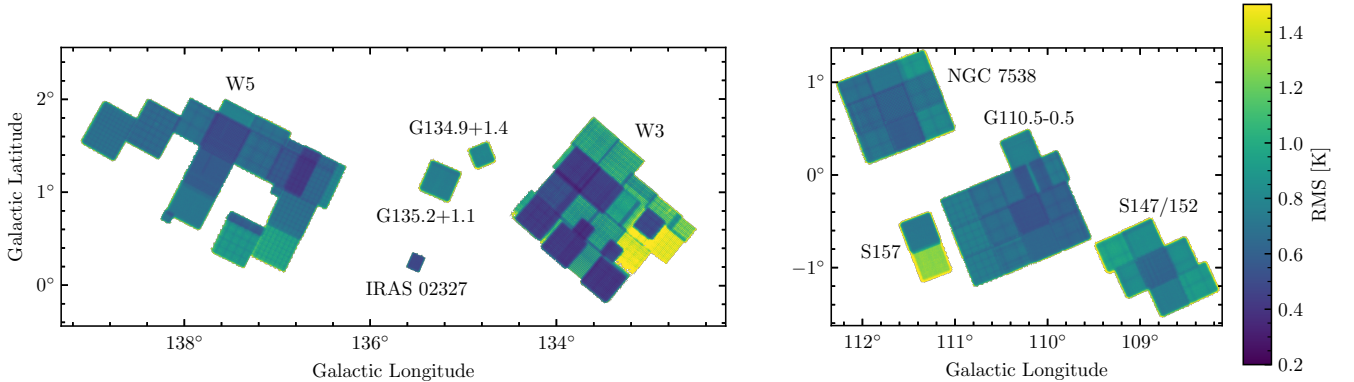 W5
G134.9+1.4
W3
G135.2+1.1
IRAS 02327
2°
1°
0°
138°
136°
134°
Galactic Longitude
Galactic Latitude
NGC 7538
G110.5-0.5
S147/152
S157
1°
0°
−1°
112°
111°
110°
109°
Galactic Longitude
1.4
1.2
1.0
0.8
0.6
0.4
0.2
RMS [K]